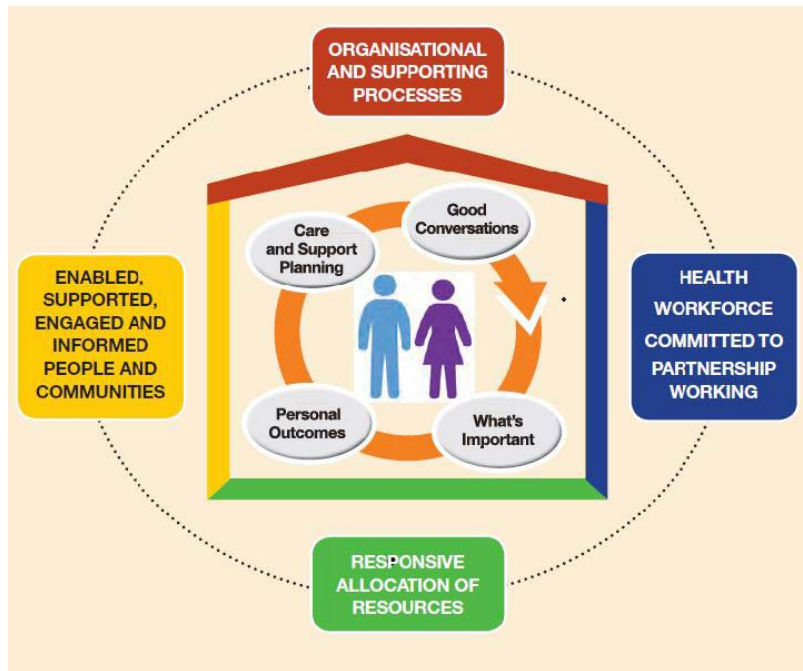 ORGANISATIONAL
AND SUPPORTING
PROCESSES
Good
Conversations
Care
and Support
Planning
ENABLED,
SUPPORTED,
ENGAGED AND
INFORMED
PEOPLE AND
COMMUNITIES
HEALTH
WORKFORCE
COMMITTED TO
PARTNERSHIP
WORKING
Personal
Outcomes
What's
Important
RESPONSIVE
ALLOCATION OF
RESOURCES